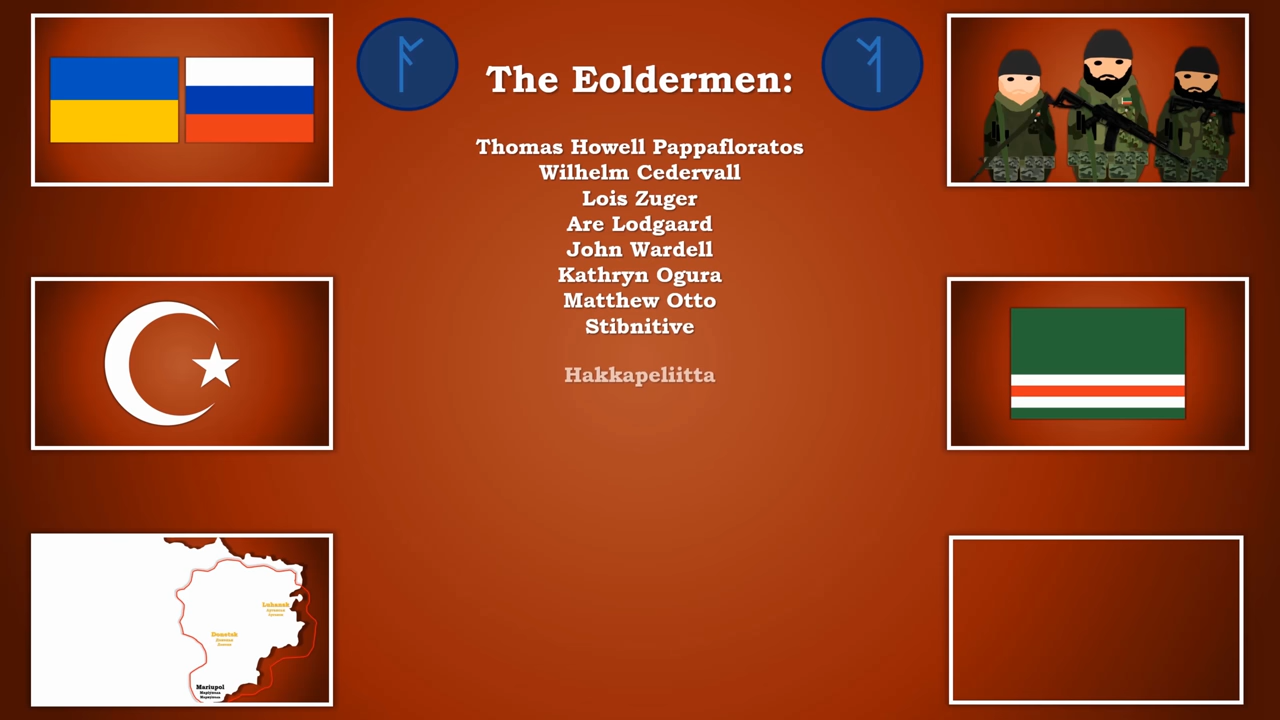 The Eoldermen:
Thomas Howell Pappafloratos
Wilhelm Cedervall
Lois Zuger
Are Lodgaard
John Wardell
Kathryn Ogura
Matthew Otto
Stibnitive
Hakkapeliitta
Luhansk
Donetsk
Mariupol